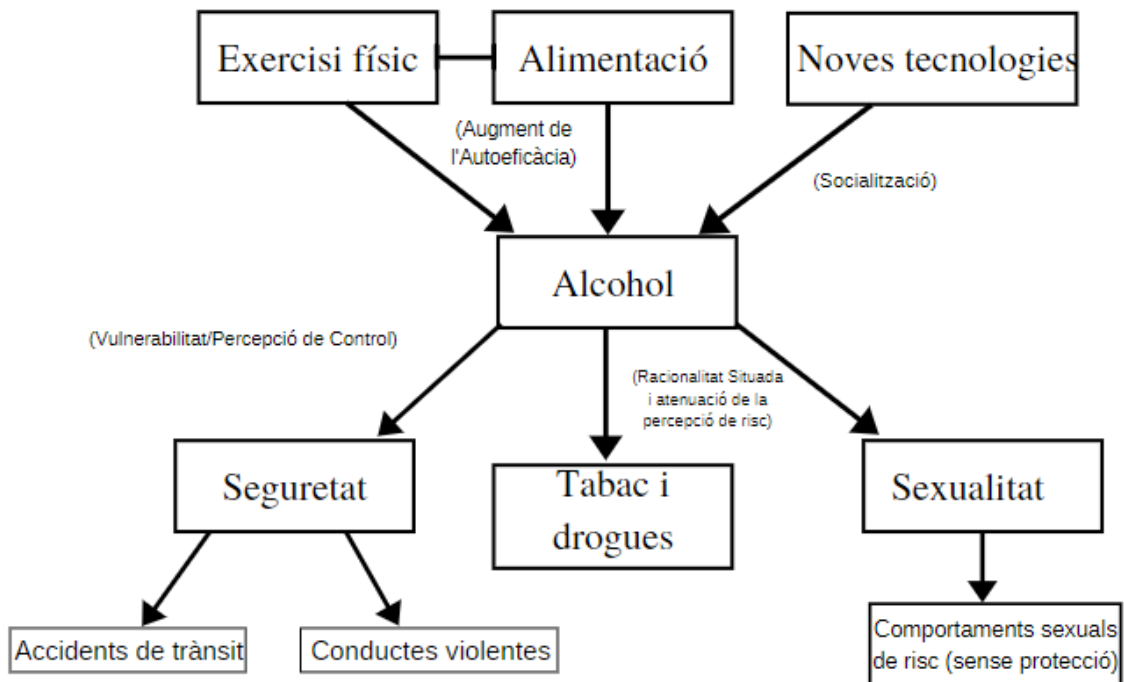 Exercisi físic
Alimentació
Noves tecnologies
(Augment de
l'Autoeficàcia)
(Socialització)
Alcohol
(Vulnerabilitat/Percepció de Control)
(Racionalitat Situada
i atenuació de la
percepció de risc)
Seguretat
Tabac i
drogues
Sexualitat
Accidents de trànsit
Conductes violentes
Comportaments sexuals
de risc (sense protecció)